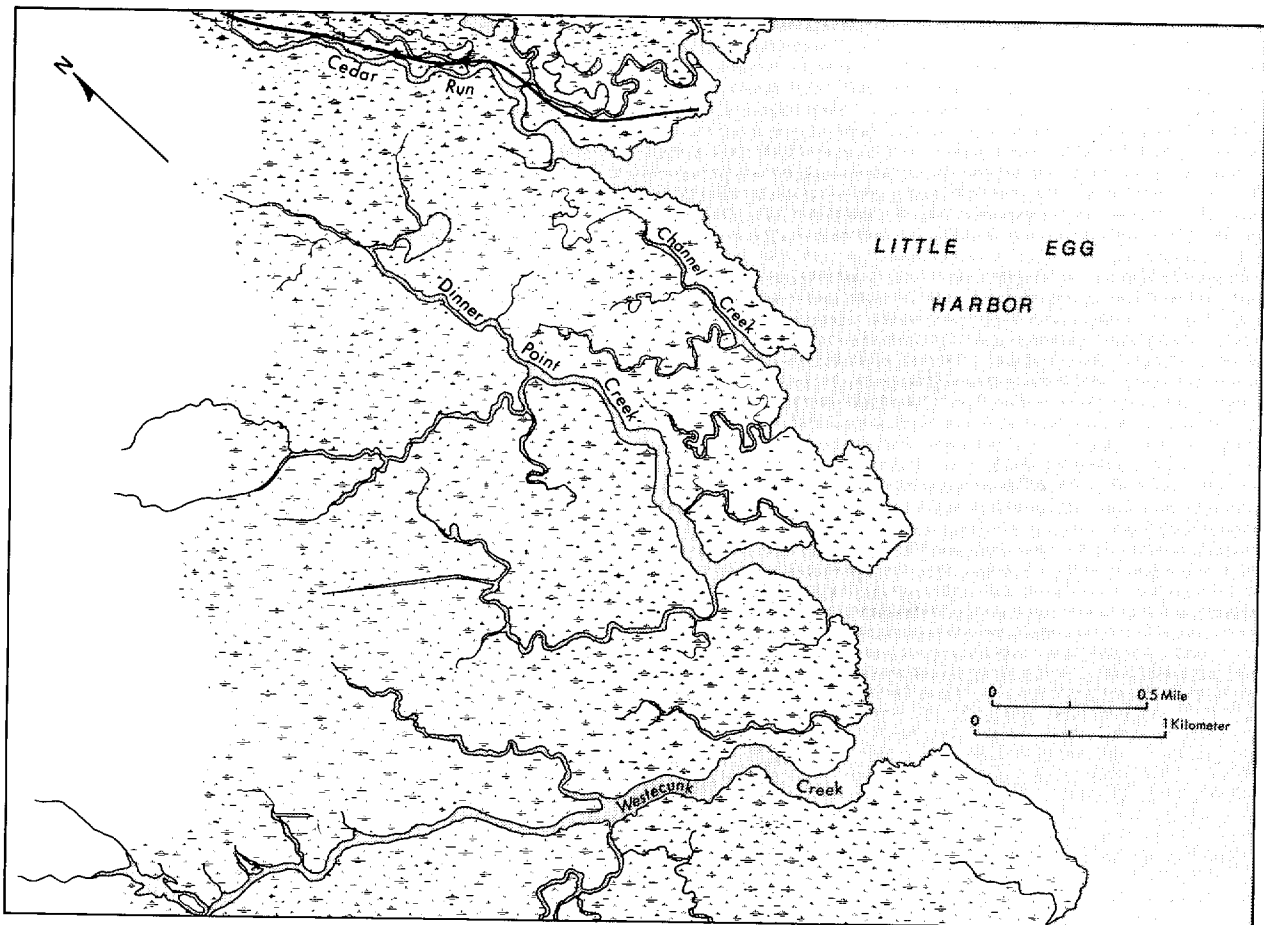 N
Cedar Run
Channel Creek
LITTLE EGG
HARBOR
Dinner Point Creek
0 0.5 Mile
0 1 Kilometer
Westecunk Creek